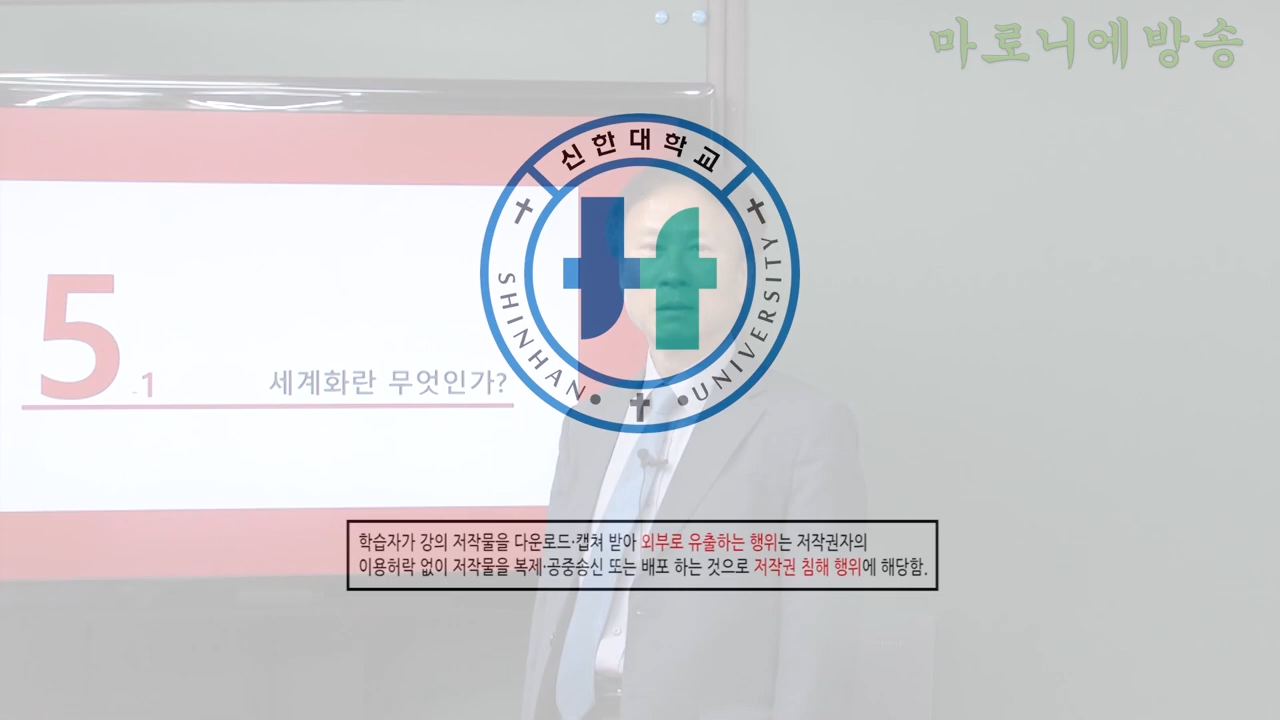 마로니에방송
신한대학교
SHINHAN UNIVERSITY
5-1 세계화란 무엇인가?
학습자가 강의 저작물을 다운로드·캡쳐 받아 외부로 유출하는 행위는 저작권자의
이용허락 없이 저작물을 복제·공중송신 또는 배포 하는 것으로 저작권 침해 행위에 해당함.